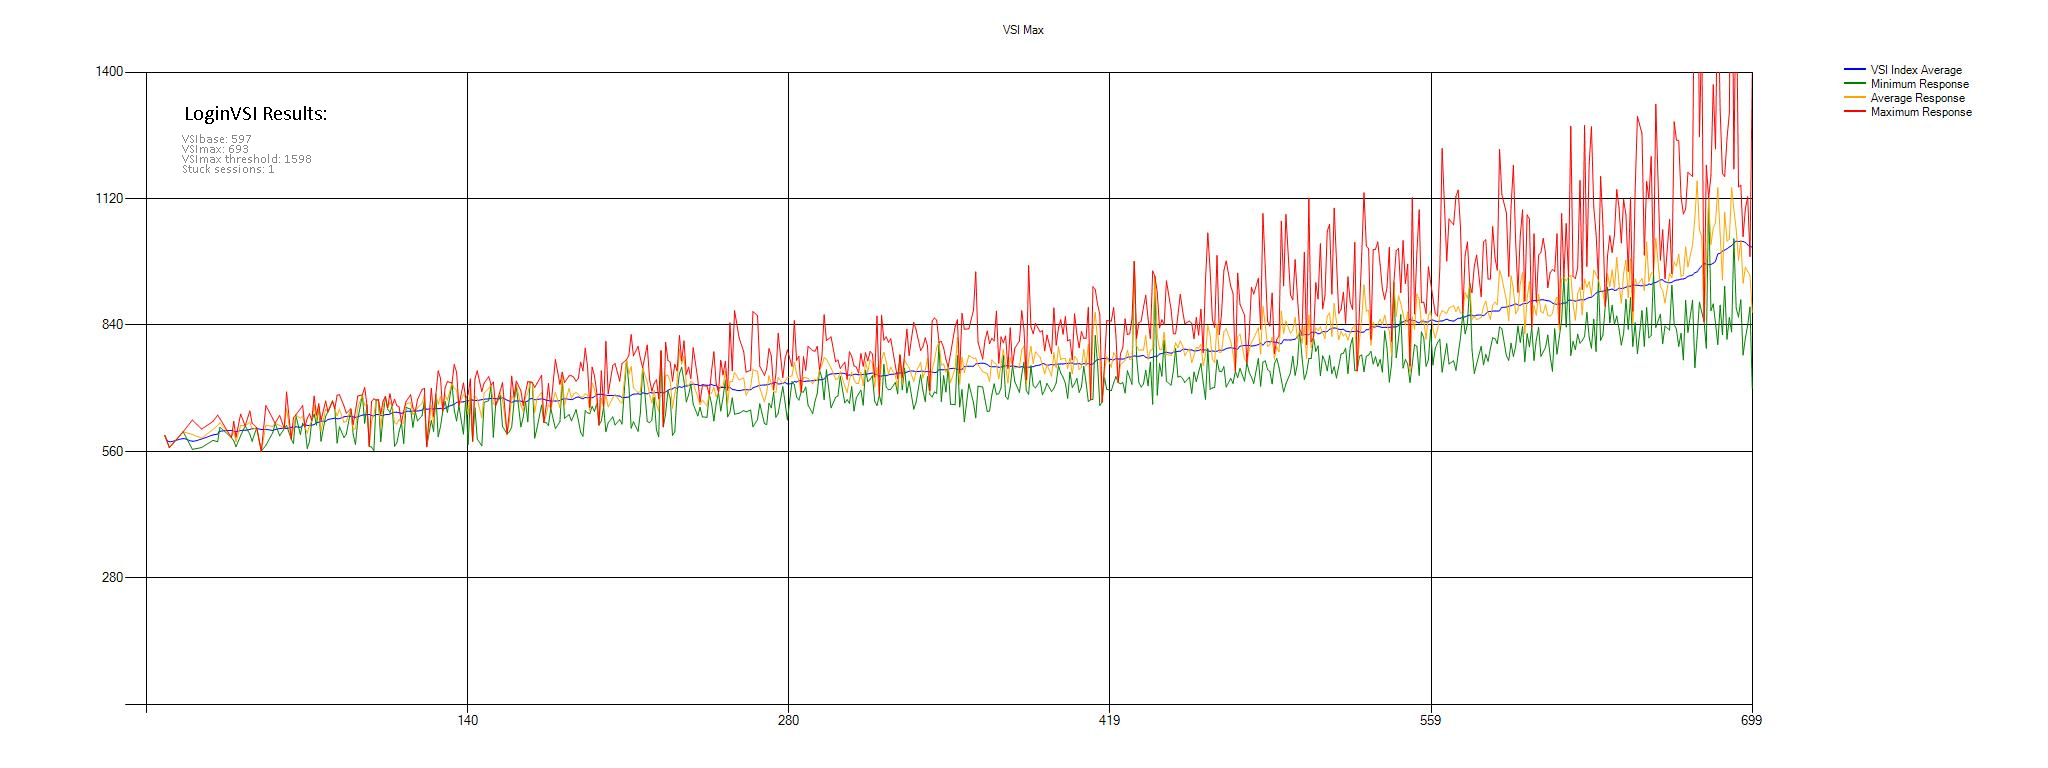 VSI Max
1400
1120
840
560
280
LoginVSI Results:
VSIbase: 597
VSImax: 693
VSImax threshold: 1598
Stuck sessions: 1
VSI Index Average
Minimum Response
Average Response
Maximum Response
140 280 419 559 699